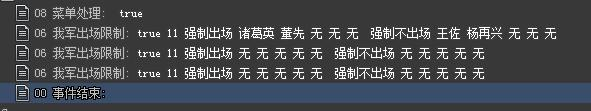 08 菜单处理: true
06 我军出场限制: true 11 强制出场 诸葛英 董先 无 无 无 强制不出场 王佐 杨再兴 无 无 无
06 我军出场限制: true 11 强制出场 无 无 无 无 无 强制不出场 无 无 无 无 无
06 我军出场限制: true 11 强制出场 无 无 无 无 无 强制不出场 无 无 无 无 无
00 事件结束: